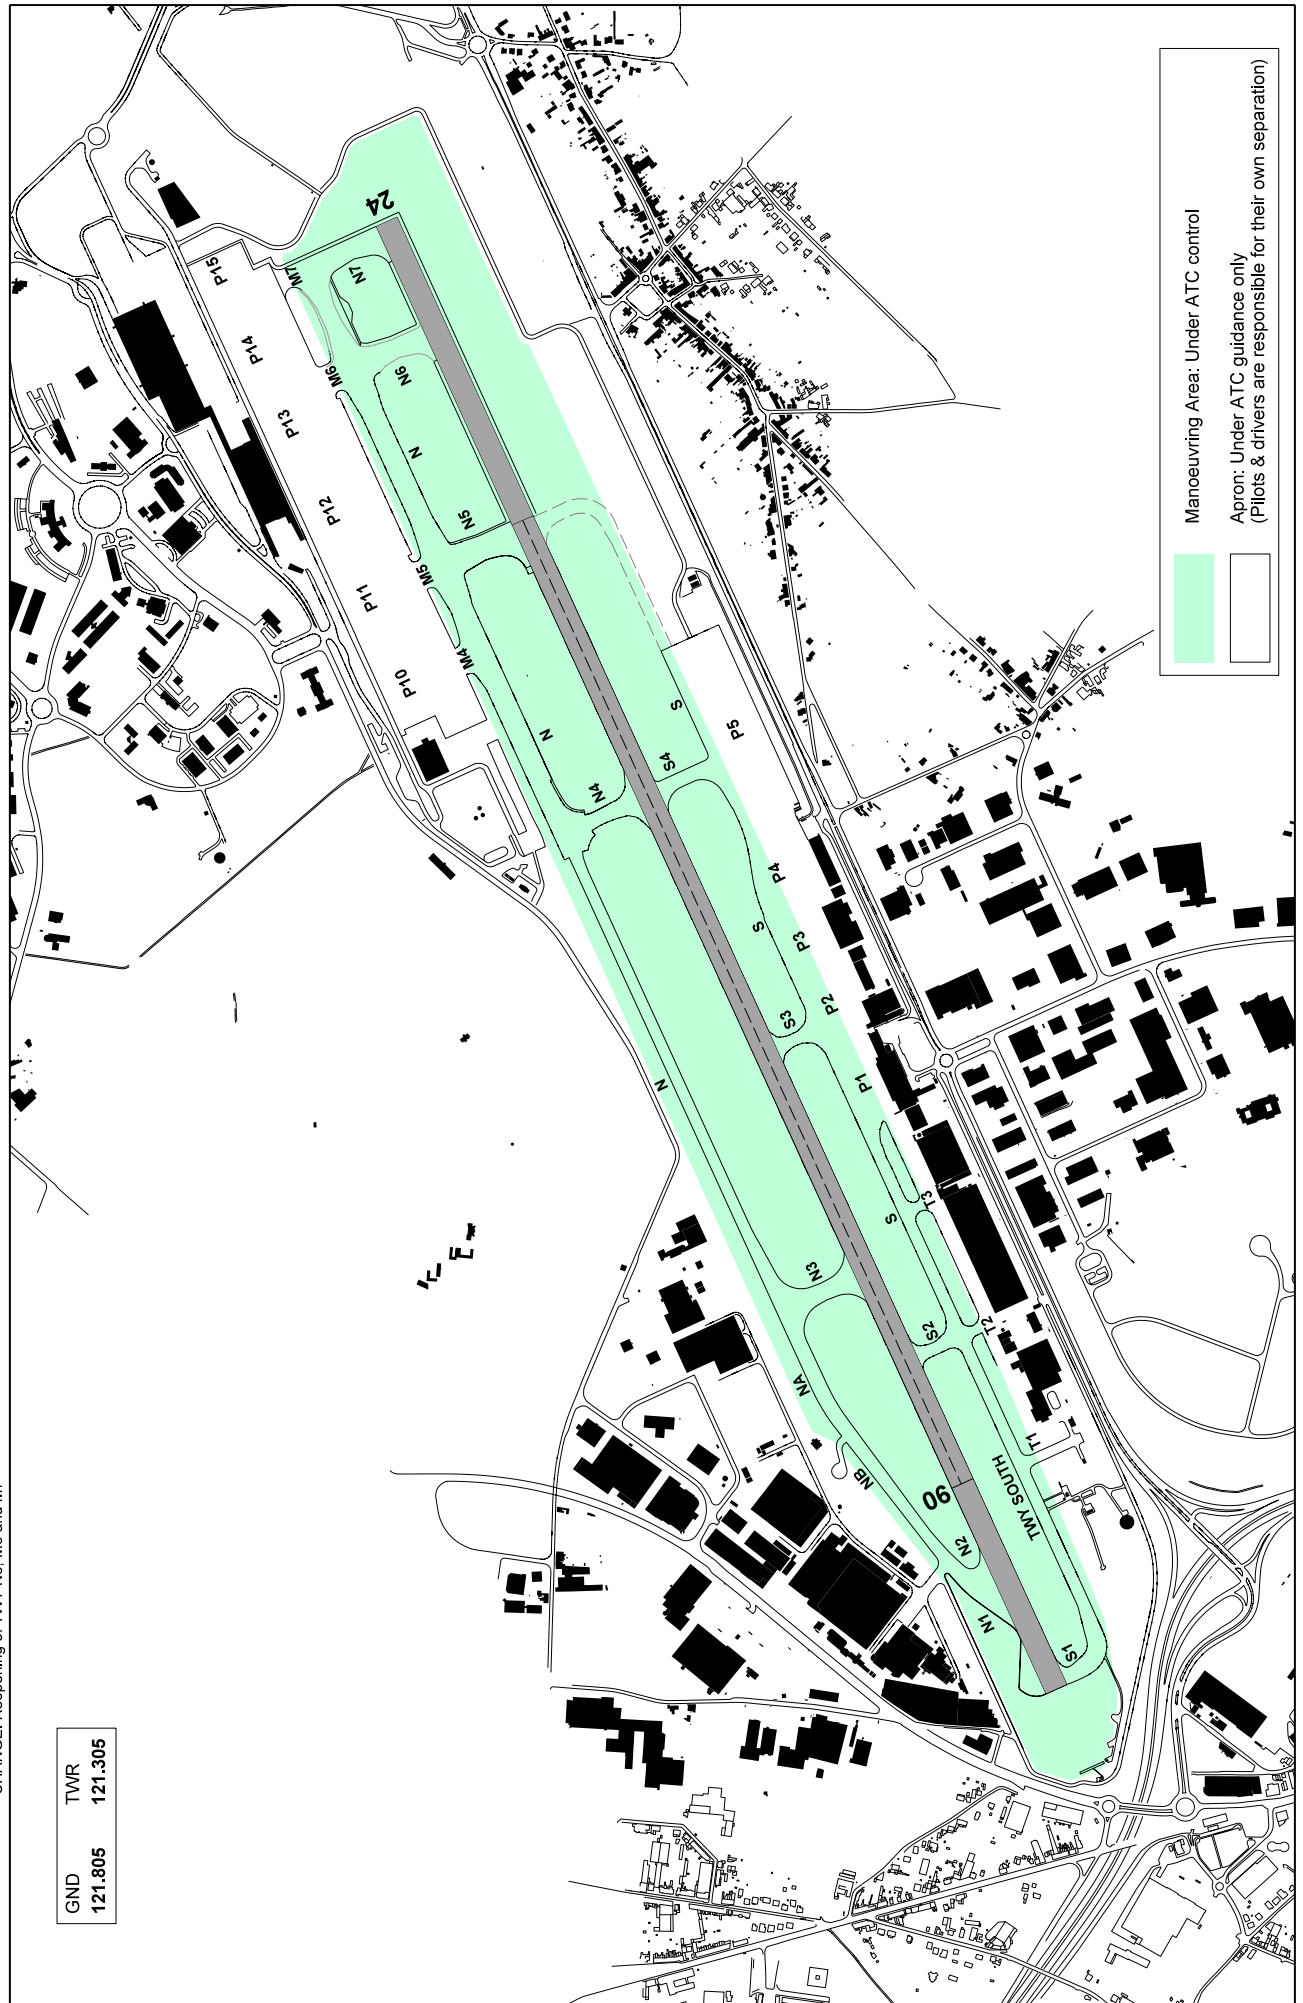 GND TWR
121.805 121.305
Manoeuvring Area: Under ATC control
Apron: Under ATC guidance only
(Pilots & drivers are responsible for their own separation)
24
06
P15
P14
P13
P12
P11
P10
M7
M6
M5
M4
N7
N6
N
N5
N
N4
N
N3
NA
NB
N2
N1
S
S4
P5
P4
S
P3
P2
S3
P1
S
T3
S2
T2
T1
TWY SOUTH
S1